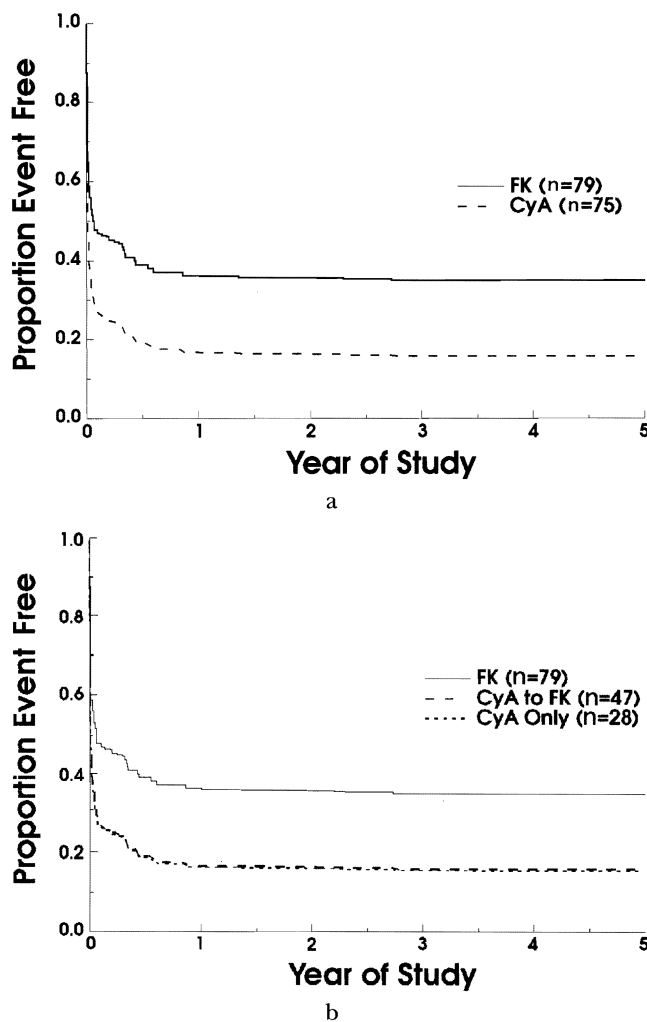 1.0
0.8
0.6
0.4
0.2
0.0
Proportion Event Free
FK (n=79)
CyA (n=75)
0 1 2 3 4 5
Year of Study
a
1.0
0.8
0.6
0.4
0.2
0.0
Proportion Event Free
FK (n=79)
CyA to FK (n=47)
CyA Only (n=28)
0 1 2 3 4 5
Year of Study
b